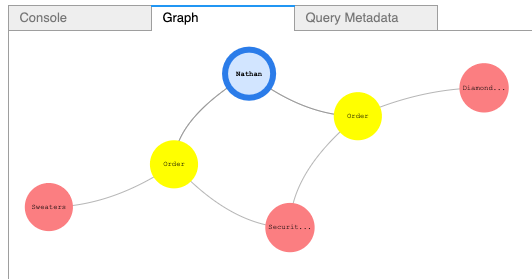 Console
Graph
Query Metadata
Nathan
Diamond...
Order
Order
Sweaters
Securit...